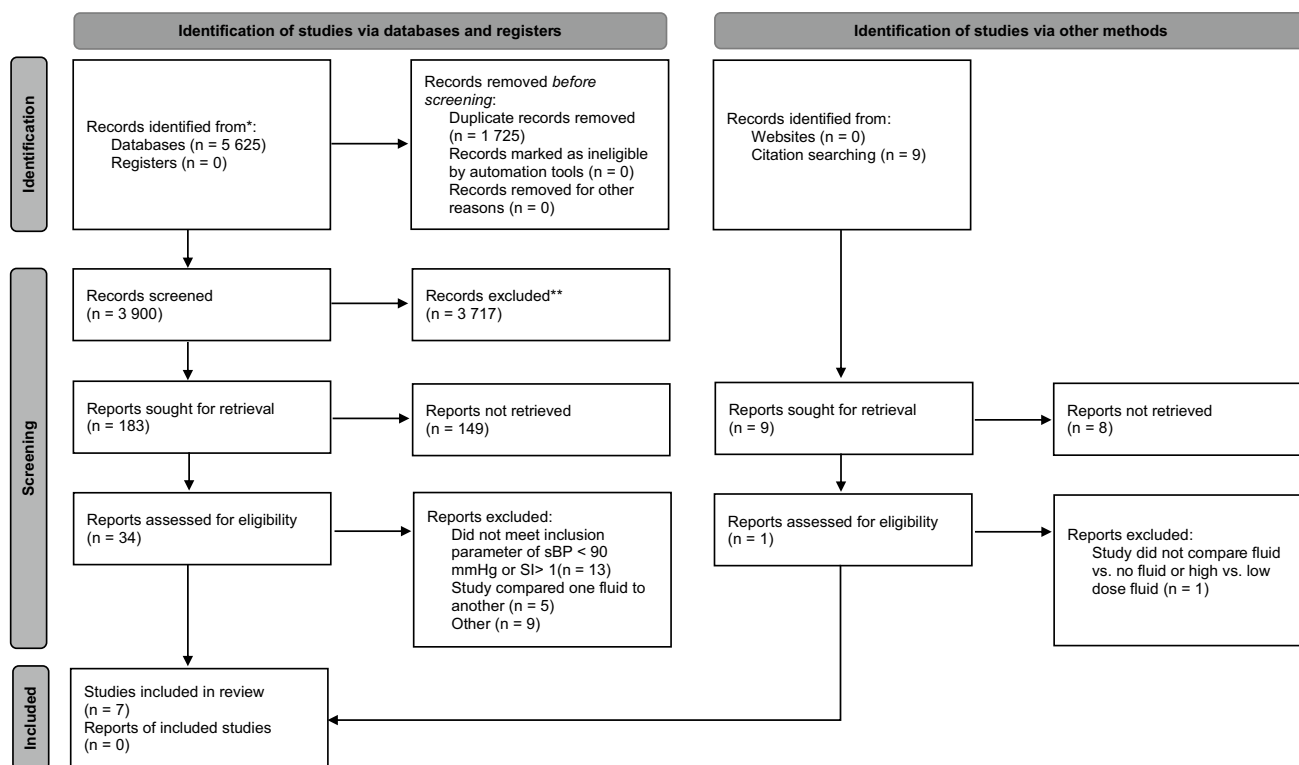 Identification of studies via databases and registers
Identification of studies via other methods
Identification
Records identified from*:
Databases (n = 5 625)
Registers (n = 0)
Records removed before
screening:
Duplicate records removed
(n = 1 725)
Records marked as ineligible
by automation tools (n = 0)
Records removed for other
reasons (n = 0)
Records identified from:
Websites (n = 0)
Citation searching (n = 9)
Screening
Records screened
(n = 3 900)
Records excluded**
(n = 3 717)
Reports sought for retrieval
(n = 183)
Reports not retrieved
(n = 149)
Reports sought for retrieval
(n = 9)
Reports not retrieved
(n = 8)
Reports assessed for eligibility
(n = 34)
Reports excluded:
Did not meet inclusion
parameter of sBP < 90
mmHg or SI> 1(n = 13)
Study compared one fluid to
another (n = 5)
Other (n = 9)
Reports assessed for eligibility
(n = 1)
Reports excluded:
Study did not compare fluid
vs. no fluid or high vs. low
dose fluid (n = 1)
Included
Studies included in review
(n = 7)
Reports of included studies
(n = 0)